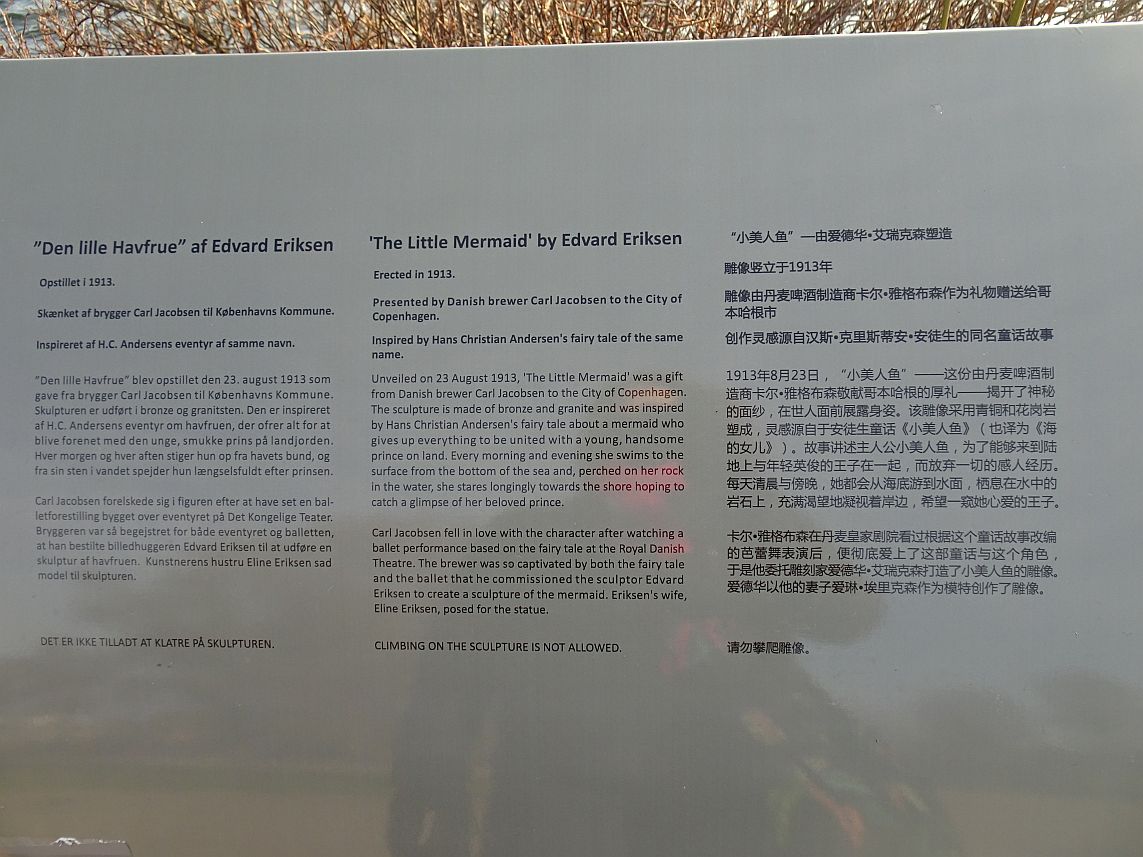 ”Den lille Havfrue” af Edvard Eriksen
Opstillet i 1913.
Skænket af brygger Carl Jacobsen til Københavns Kommune.
Inspireret af H.C. Andersens eventyr af samme navn.
”Den lille Havfrue” blev opstillet den 23. august 1913 som
gave fra brygger Carl Jacobsen til Københavns Kommune.
Skulpturen er udført i bronze og granitsten. Den er inspireret
af H.C. Andersens eventyr om havfruen, der ofrer alt for at
blive forenet med den unge, smukke prins på landjorden.
Hver morgen og hver aften stiger hun op fra havets bund, og
fra sin sten i vandet spejder hun længselsfuldt efter prinsen.
Carl Jacobsen forelskede sig i figuren efter at have set en bal-
letforestilling bygget over eventyret på Det Kongelige Teater.
Bryggeren var så begejstret for både eventyret og balletten,
at han bestilte billedhuggeren Edvard Eriksen til at udføre en
skulptur af havfruen. Kunstnerens hustru Eline Eriksen sad
model til skulpturen.
DET ER IKKE TILLADT AT KLATRE PÅ SKULPTUREN.
'The Little Mermaid' by Edvard Eriksen
Erected in 1913.
Presented by Danish brewer Carl Jacobsen to the City of
Copenhagen.
Inspired by Hans Christian Andersen's fairy tale of the same
name.
Unveiled on 23 August 1913, 'The Little Mermaid' was a gift
from Danish brewer Carl Jacobsen to the City of Copenhagen.
The sculpture is made of bronze and granite and was inspired
by Hans Christian Andersen's fairy tale about a mermaid who
gives up everything to be united with a young, handsome
prince on land. Every morning and evening she swims to the
surface from the bottom of the sea and, perched on her rock
in the water, she stares longingly towards the shore hoping to
catch a glimpse of her beloved prince.
Carl Jacobsen fell in love with the character after watching a
ballet performance based on the fairy tale at the Royal Danish
Theatre. The brewer was so captivated by both the fairy tale
and the ballet that he commissioned the sculptor Edvard
Eriksen to create a sculpture of the mermaid. Eriksen's wife,
Eline Eriksen, posed for the statue.
CLIMBING ON THE SCULPTURE IS NOT ALLOWED.
“小美人鱼”—由爱德华•艾瑞克森塑造
雕像竖立于1913年
雕像由丹麦啤酒制造商卡尔•雅格布森作为礼物赠送给哥
本哈根市
创作灵感源自汉斯•克里斯蒂安•安徒生的同名童话故事
1913年8月23日，“小美人鱼”——这份由丹麦啤酒制
造商卡尔•雅格布森敬献哥本哈根的厚礼——揭开了神秘
的面纱，在世人面前展露身姿。该雕像采用青铜和花岗岩
塑成，灵感源自于安徒生童话《小美人鱼》（也译为《海
的女儿》）。故事讲述主人公小美人鱼，为了能够来到陆
地上与年轻英俊的王子在一起，而放弃一切的感人经历。
每天清晨与傍晚，她都会从海底游到水面，栖息在水中的
岩石上，充满渴望地凝视着岸边，希望一窥她心爱的王子。
卡尔•雅格布森在丹麦皇家剧院看过根据这个童话故事改编
的芭蕾舞表演后，便彻底爱上了这部童话与这个角色，
于是他委托雕刻家爱德华•艾瑞克森打造了小美人鱼的雕像。
爱德华以他的妻子爱琳•埃里克森作为模特创作了雕像。
请勿攀爬雕像。